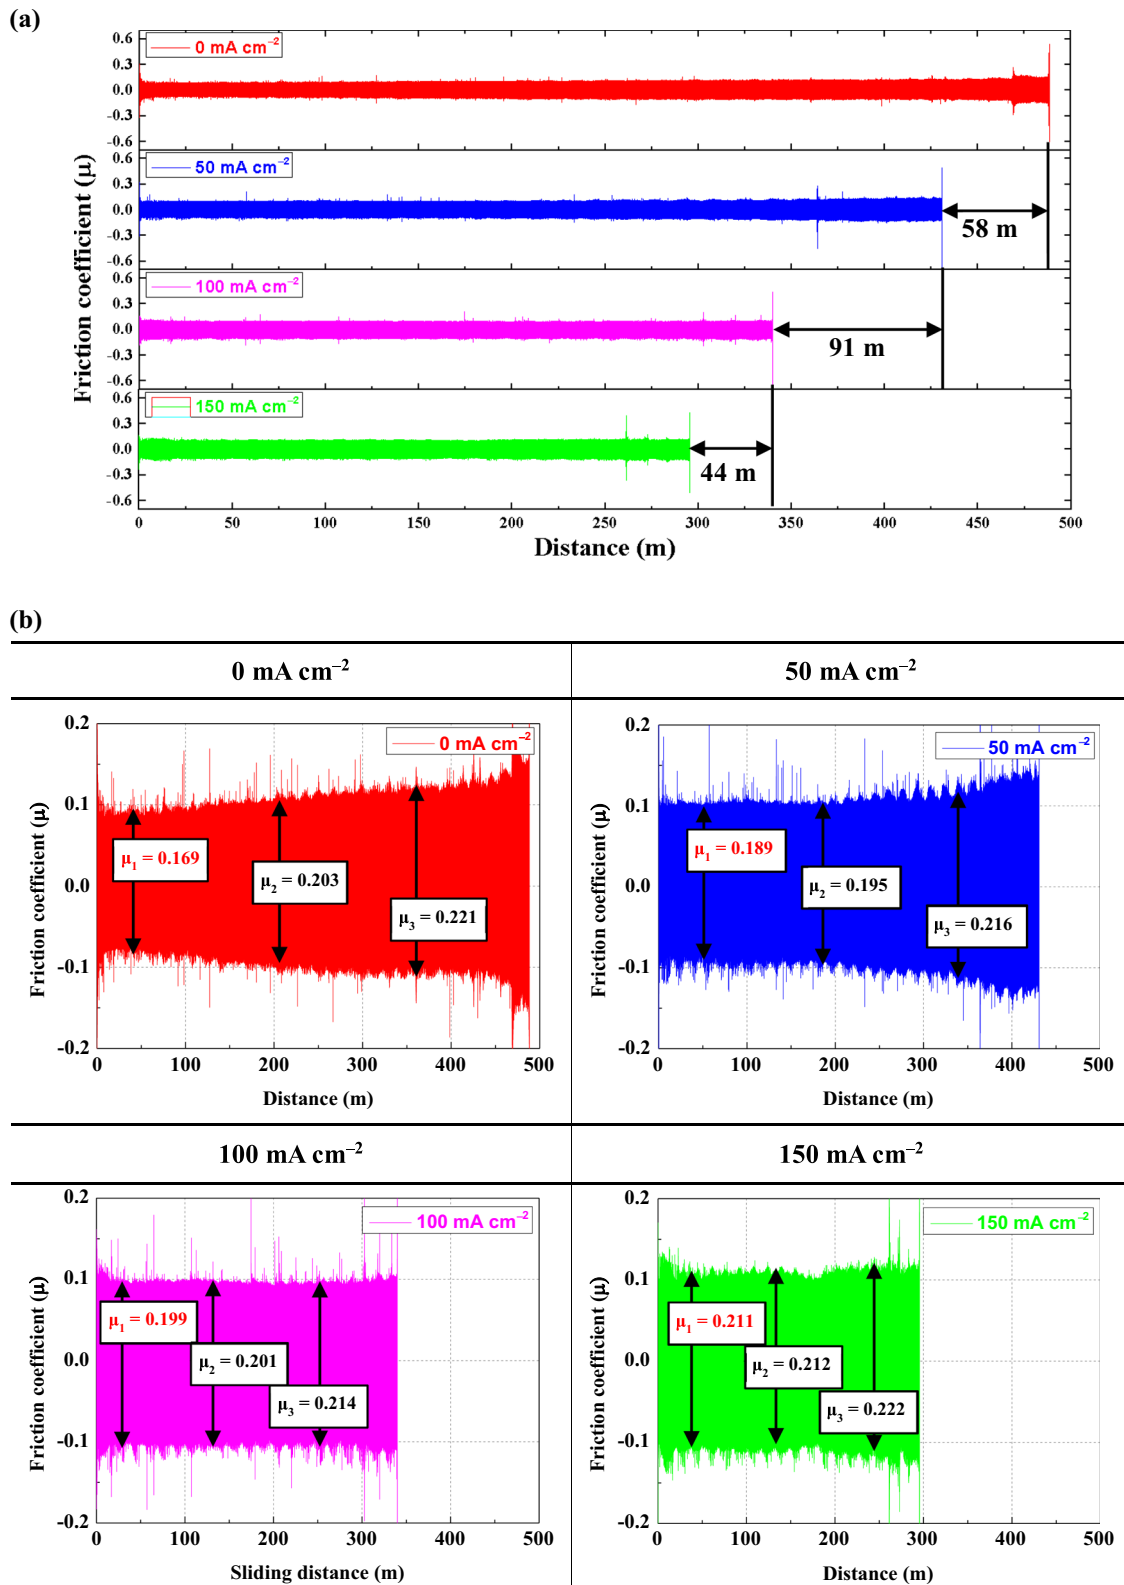 (a)
0 mA cm⁻²
0.6
0.3
0.0
-0.3
-0.6
50 mA cm⁻²
0.6
0.3
0.0
-0.3
-0.6
58 m
100 mA cm⁻²
0.6
0.3
0.0
-0.3
-0.6
91 m
150 mA cm⁻²
0.6
0.3
0.0
-0.3
-0.6
44 m
Friction coefficient (μ)
0 50 100 150 200 250 300 350 400 450 500
Distance (m)
(b)
0 mA cm⁻²
50 mA cm⁻²
0.2
0.1
0.0
-0.1
-0.2
Friction coefficient (μ)
0 mA cm⁻²
μ₁ = 0.169
μ₂ = 0.203
μ₃ = 0.221
0 100 200 300 400 500
Distance (m)
0.2
0.1
0.0
-0.1
-0.2
Friction coefficient (μ)
50 mA cm⁻²
μ₁ = 0.189
μ₂ = 0.195
μ₃ = 0.216
0 100 200 300 400 500
Distance (m)
100 mA cm⁻²
150 mA cm⁻²
0.2
0.1
0.0
-0.1
-0.2
Friction coefficient (μ)
100 mA cm⁻²
μ₁ = 0.199
μ₂ = 0.201
μ₃ = 0.214
0 100 200 300 400 500
Sliding distance (m)
0.2
0.1
0.0
-0.1
-0.2
Friction coefficient (μ)
150 mA cm⁻²
μ₁ = 0.211
μ₂ = 0.212
μ₃ = 0.222
0 100 200 300 400 500
Distance (m)